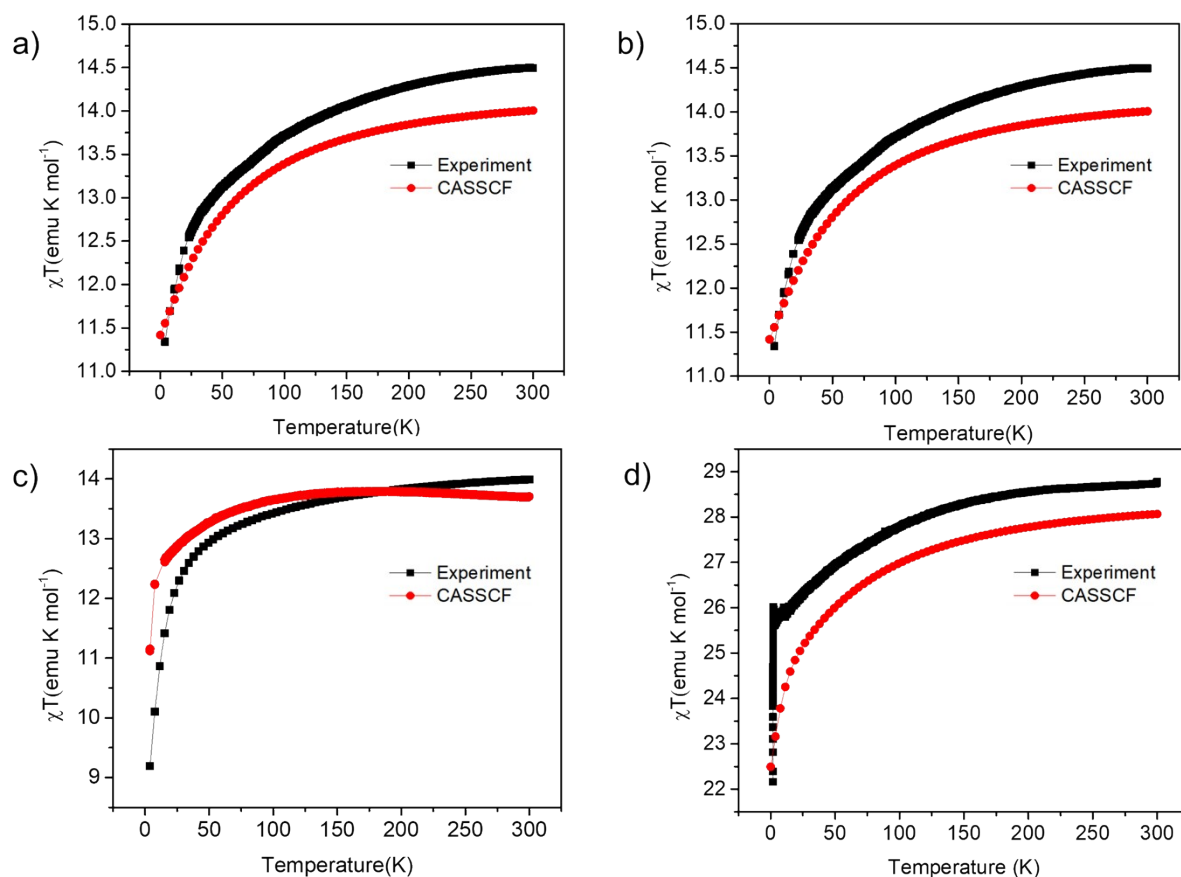 a)
15.0
14.5
14.0
13.5
13.0
12.5
12.0
11.5
11.0
χT(emu K mol⁻¹)
Experiment
CASSCF
0 50 100 150 200 250 300
Temperature(K)
b)
15.0
14.5
14.0
13.5
13.0
12.5
12.0
11.5
11.0
χT(emu K mol⁻¹)
Experiment
CASSCF
0 50 100 150 200 250 300
Temperature(K)
c)
14
13
12
11
10
9
χT(emu K mol⁻¹)
Experiment
CASSCF
0 50 100 150 200 250 300
Temperature(K)
d)
29
28
27
26
25
24
23
22
χT(emu K mol⁻¹)
Experiment
CASSCF
0 50 100 150 200 250 300
Temperature (K)